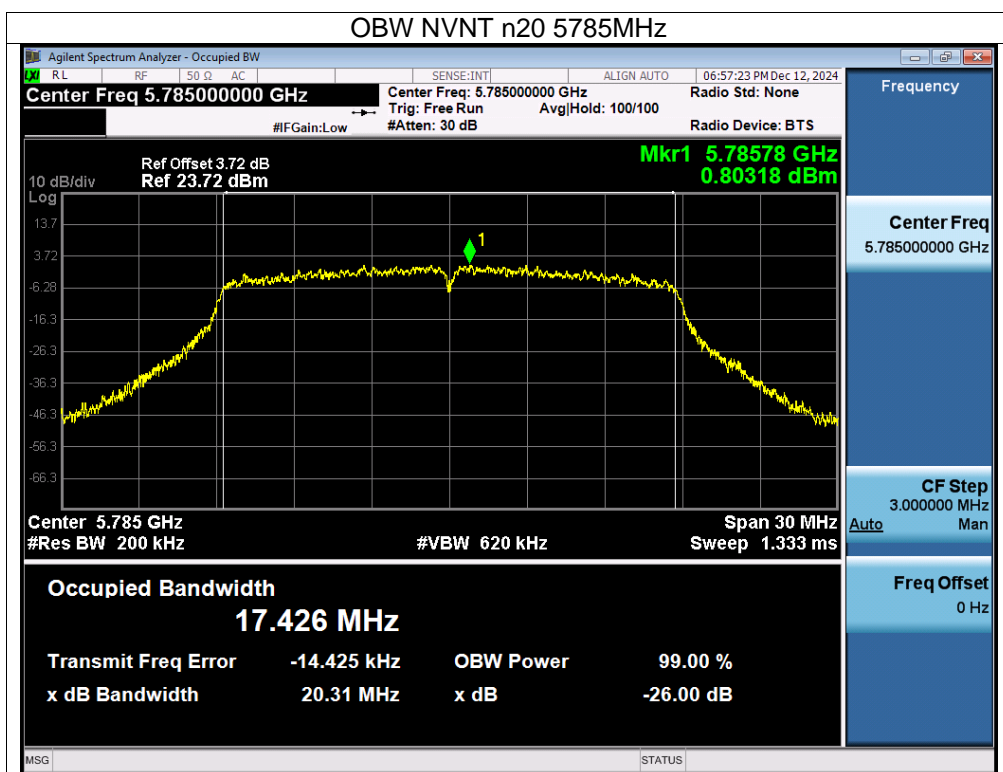 OBW NVNT n20 5785MHz
Agilent Spectrum Analyzer - Occupied BW
LXI RL RF 50 Ω AC SENSE:INT ALIGN AUTO 06:57:23 PM Dec 12, 2024
Center Freq 5.785000000 GHz Center Freq: 5.785000000 GHz Radio Std: None
Trig: Free Run Avg|Hold: 100/100
#IFGain:Low #Atten: 30 dB Radio Device: BTS
Ref Offset 3.72 dB Mkr1 5.78578 GHz
10 dB/div Ref 23.72 dBm 0.80318 dBm
Log
13.7
1
3.72
-6.28
-16.3
-26.3
-36.3
-46.3
-56.3
-66.3
Center 5.785 GHz Span 30 MHz
#Res BW 200 kHz #VBW 620 kHz Sweep 1.333 ms
Occupied Bandwidth
17.426 MHz
Transmit Freq Error -14.425 kHz OBW Power 99.00 %
x dB Bandwidth 20.31 MHz x dB -26.00 dB
MSG STATUS
Frequency
Center Freq
5.785000000 GHz
CF Step
3.000000 MHz
Auto Man
Freq Offset
0 Hz